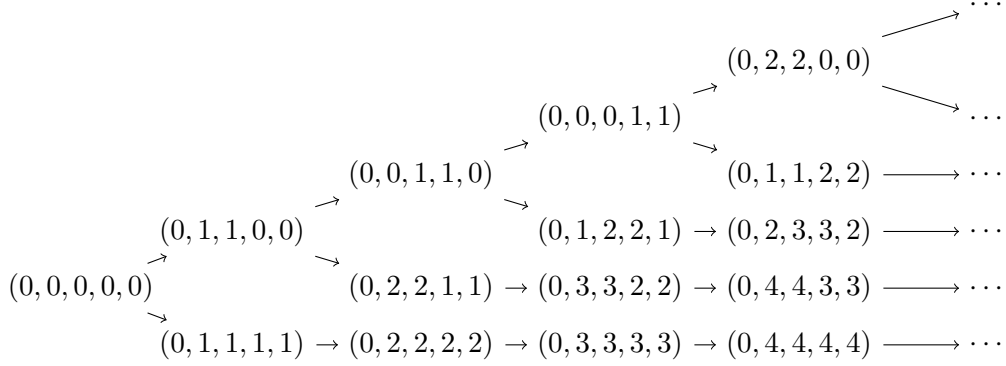 ⋯
(0, 2, 2, 0, 0)
(0, 0, 0, 1, 1) ⋯
(0, 0, 1, 1, 0) (0, 1, 1, 2, 2) ⋯
(0, 1, 1, 0, 0) (0, 1, 2, 2, 1) → (0, 2, 3, 3, 2) ⋯
(0, 0, 0, 0, 0) (0, 2, 2, 1, 1) → (0, 3, 3, 2, 2) → (0, 4, 4, 3, 3) ⋯
(0, 1, 1, 1, 1) → (0, 2, 2, 2, 2) → (0, 3, 3, 3, 3) → (0, 4, 4, 4, 4) ⋯